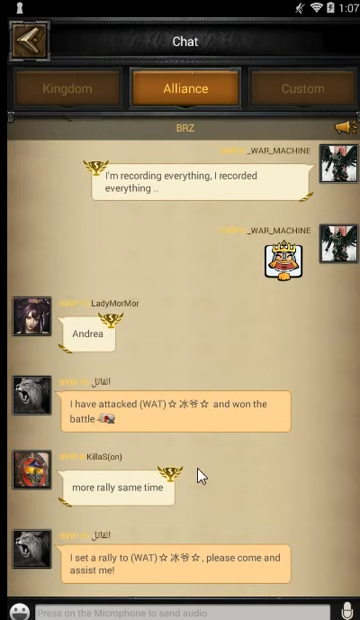 1:07
Chat
Kingdom
Alliance
Custom
BRZ
_WAR_MACHINE
I'm recording everything, I recorded
everything ..
_WAR_MACHINE
LadyMorMor
Andrea
I have attacked (WAT)☆冰爷☆ and won the
battle
KillaS(on)
more rally same time
I set a rally to (WAT)☆冰爷☆, please come and
assist me!
Press on the Microphone to send audio